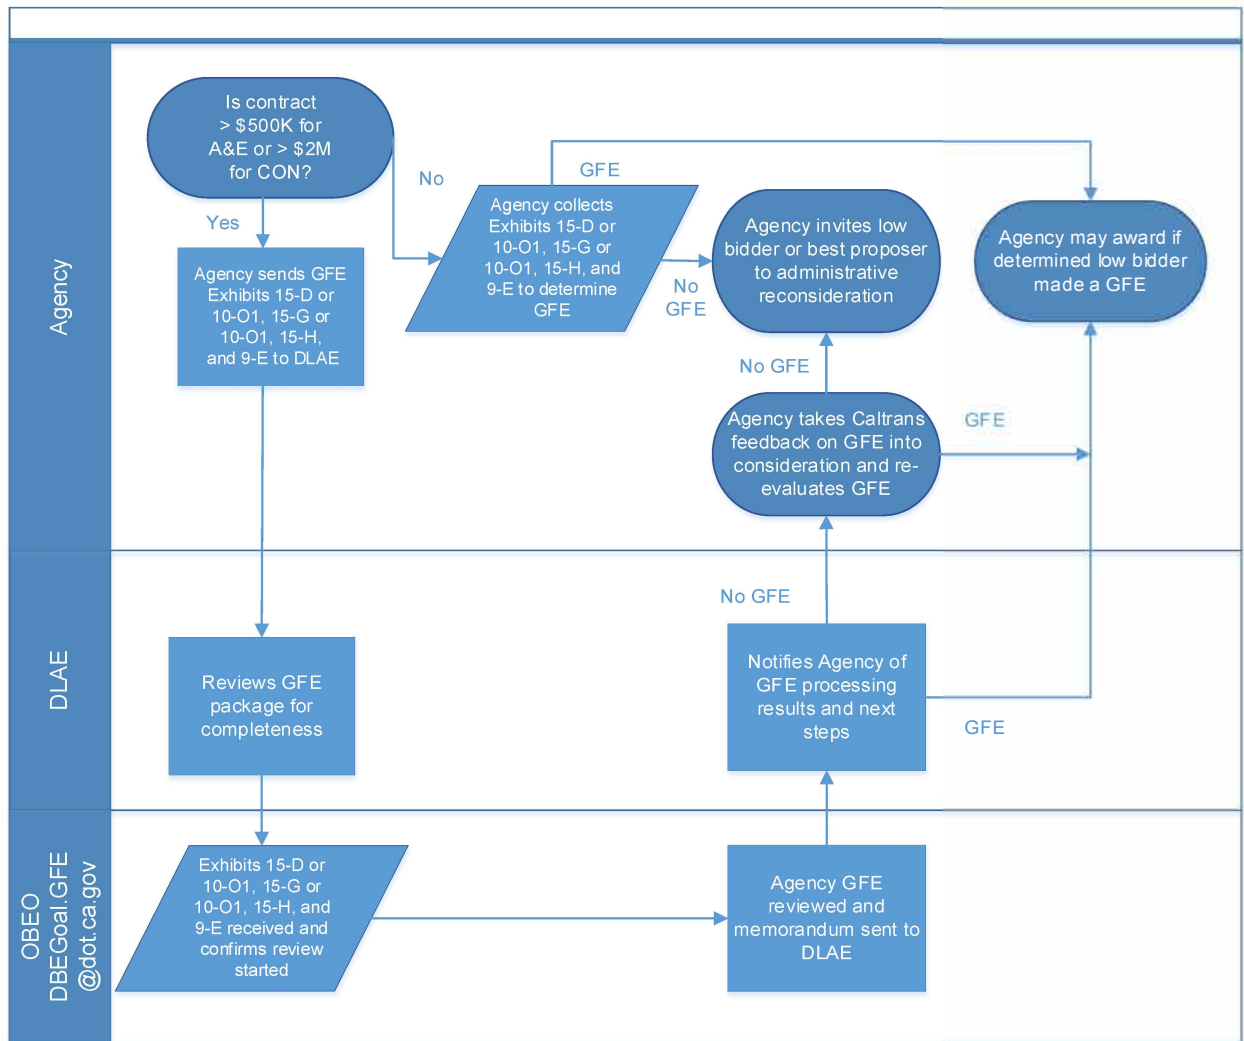 Agency
Is contract
> $500K for
A&E or > $2M
for CON?
No
Yes
GFE
Agency collects
Exhibits 15-D or
10-O1, 15-G or
10-O1, 15-H, and
9-E to determine
GFE
No
GFE
Agency invites low
bidder or best proposer
to administrative
reconsideration
Agency may award if
determined low bidder
made a GFE
Agency sends GFE
Exhibits 15-D or
10-O1, 15-G or
10-O1, 15-H,
and 9-E to DLAE
No GFE
Agency takes Caltrans
feedback on GFE into
consideration and re-
evaluates GFE
GFE
DLAE
No GFE
Reviews GFE
package for
completeness
Notifies Agency of
GFE processing
results and next
steps
GFE
OBEO
DBEGoal.GFE
@dot.ca.gov
Exhibits 15-D or
10-O1, 15-G or
10-O1, 15-H, and
9-E received and
confirms review
started
Agency GFE
reviewed and
memorandum sent to
DLAE